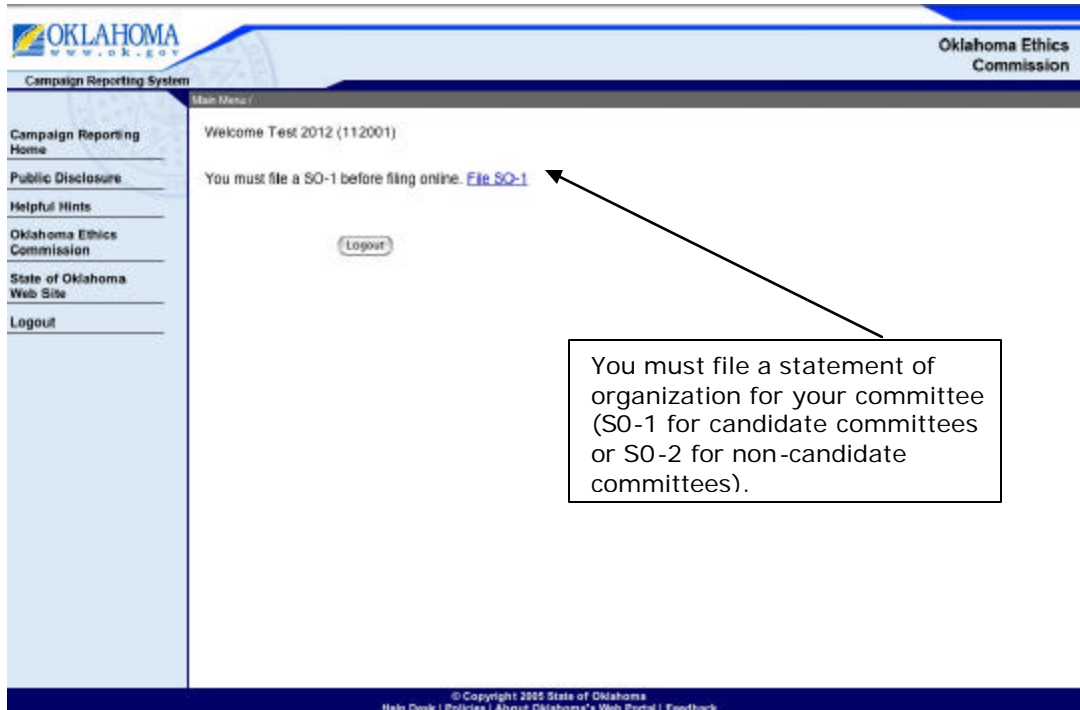 OKLAHOMA
www.ok.gov
Campaign Reporting System
Oklahoma Ethics
Commission
Main Menu /
Campaign Reporting
Home
Public Disclosure
Helpful Hints
Oklahoma Ethics
Commission
State of Oklahoma
Web Site
Logout
Welcome Test 2012 (112001)
You must file a SO-1 before filing online. File SO-1
Logout
You must file a statement of
organization for your committee
(S0-1 for candidate committees
or S0-2 for non-candidate
committees).
© Copyright 2005 State of Oklahoma
Help Desk | Policies | About Oklahoma's Web Portal | Feedback